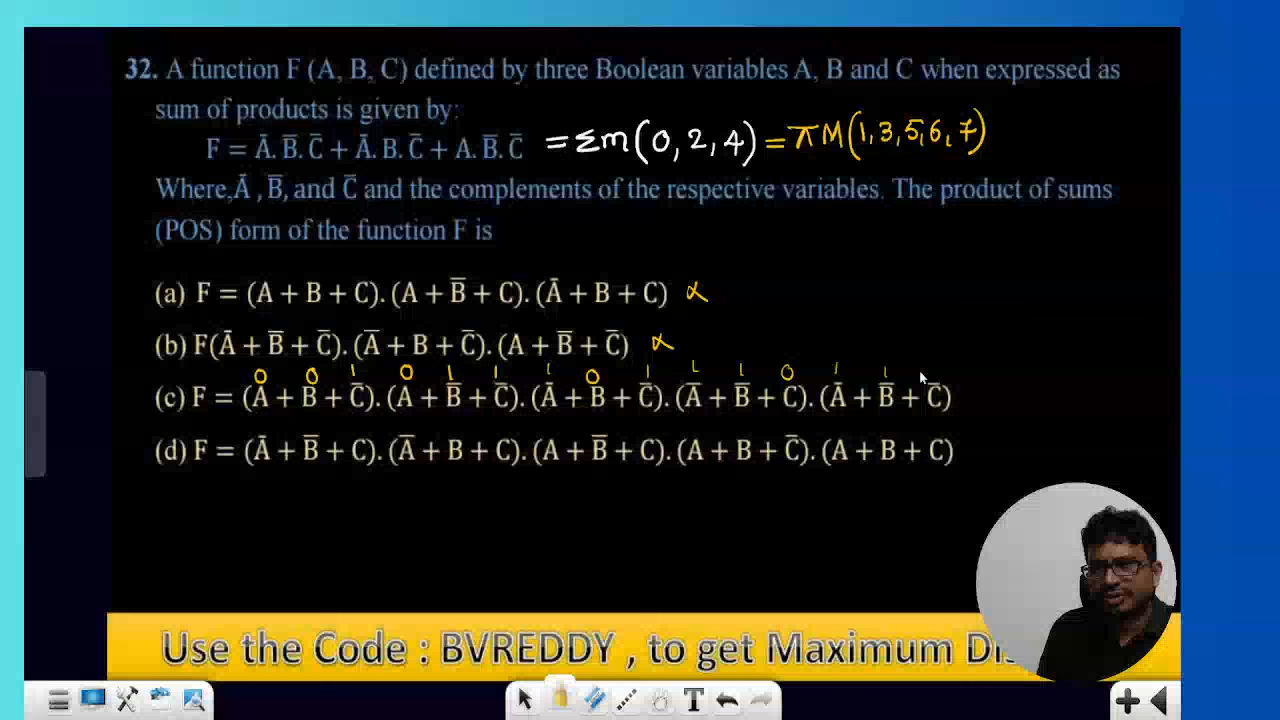 32. A function F (A, B, C) defined by three Boolean variables A, B and C when expressed as
sum of products is given by:
F = Ā. B̅. C̅ + Ā. B. C̅ + A. B̅. C̅ = Σm(0, 2, 4) = πM(1, 3, 5, 6, 7)
Where,Ā , B̅, and C̅ and the complements of the respective variables. The product of sums
(POS) form of the function F is
(a) F = (A + B + C). (A + B̅ + C). (Ā + B + C)
(b) F(Ā + B̅ + C̅). (A̅ + B + C̅). (A + B̅ + C̅)
0 0 1 0 1 1 1 0 1 1 1 0 1 1
(c) F = (A + B + C̅). (A + B̅ + C̅). (Ā + B + C̅). (A̅ + B̅ + C). (Ā + B̅ + C̅)
(d) F = (Ā + B̅ + C). (A̅ + B + C). (A + B̅ + C). (A + B + C̅). (A + B + C)
Use the Code : BVREDDY , to get Maximum
T